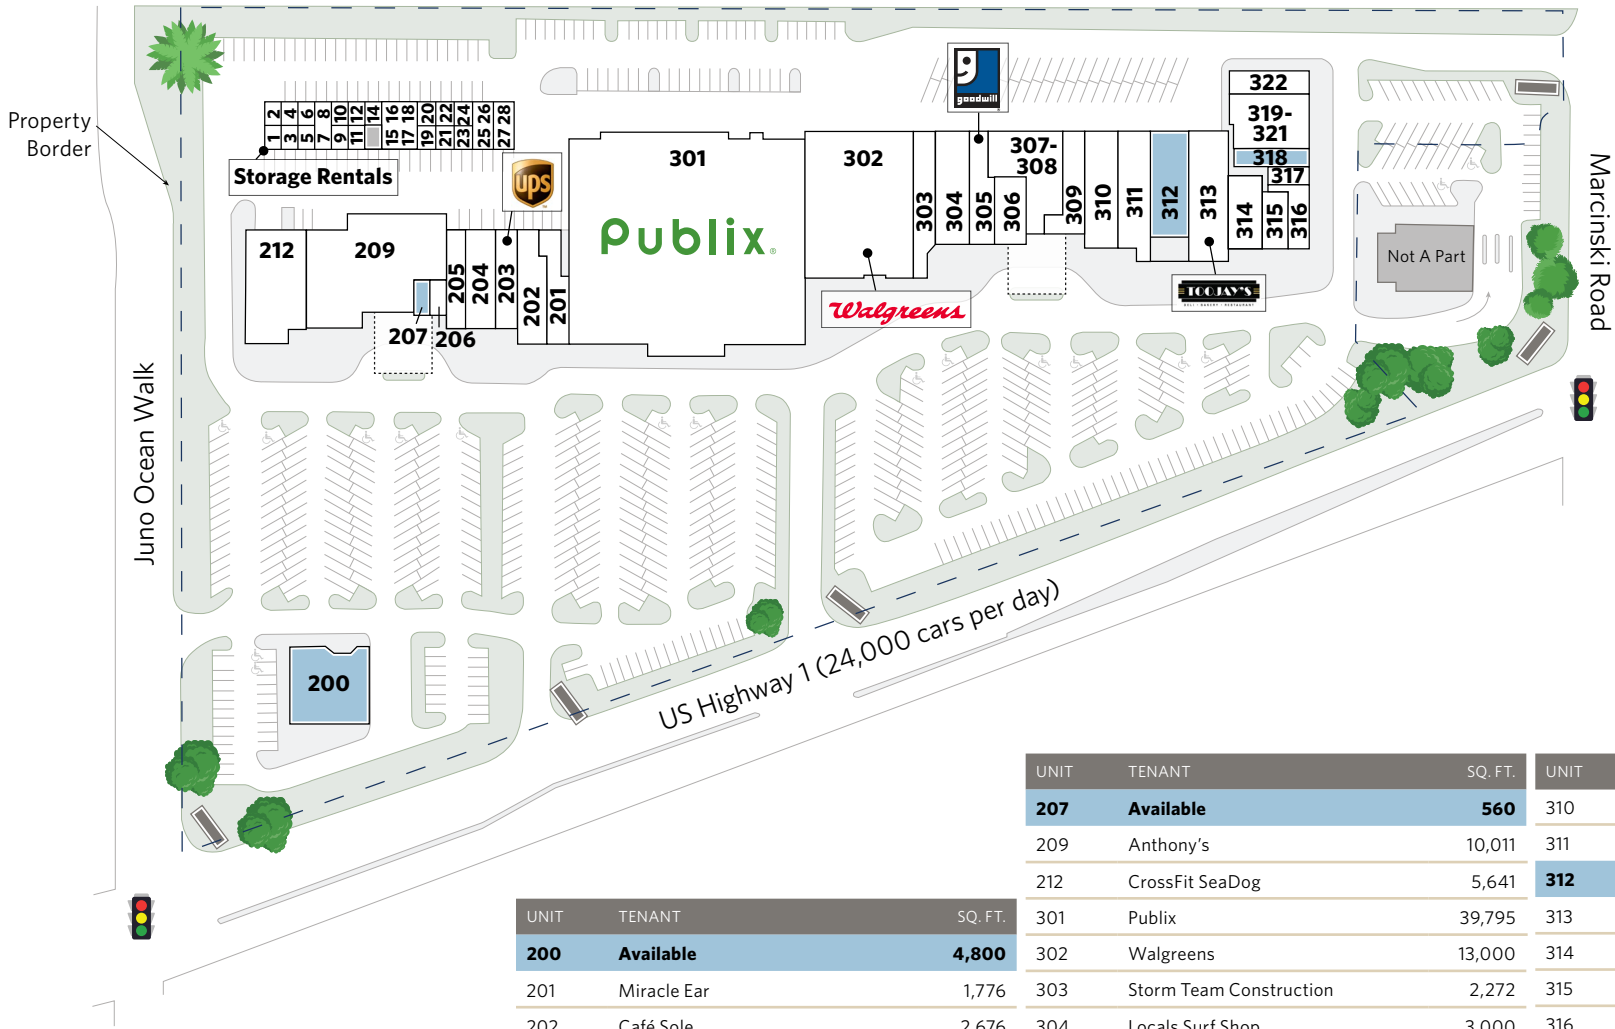 Property
Border
2 4 6 8 10 12 14 16 18 20 22 24 26 28
1 3 5 7 9 11 15 17 19 21 23 25 27
Storage Rentals
ups
goodwill
301
Publix
302
Walgreens
303
304
305
306
307-
308
309
310
311
312
313
TOOJAY'S
DELI • BAKERY • RESTAURANT
314
315
316
317
318
319-
321
322
212
209
207
206
205
204
203
202
201
200
Not A Part
Marcinski Road
Juno Ocean Walk
US Highway 1 (24,000 cars per day)
UNIT TENANT SQ. FT.
200 Available 4,800
201 Miracle Ear 1,776
202 Café Sole 2,676
UNIT TENANT SQ. FT.
207 Available 560
209 Anthony's 10,011
212 CrossFit SeaDog 5,641
301 Publix 39,795
302 Walgreens 13,000
303 Storm Team Construction 2,272
304 Locals Surf Shop 3,000
UNIT
310
311
312
313
314
315
316